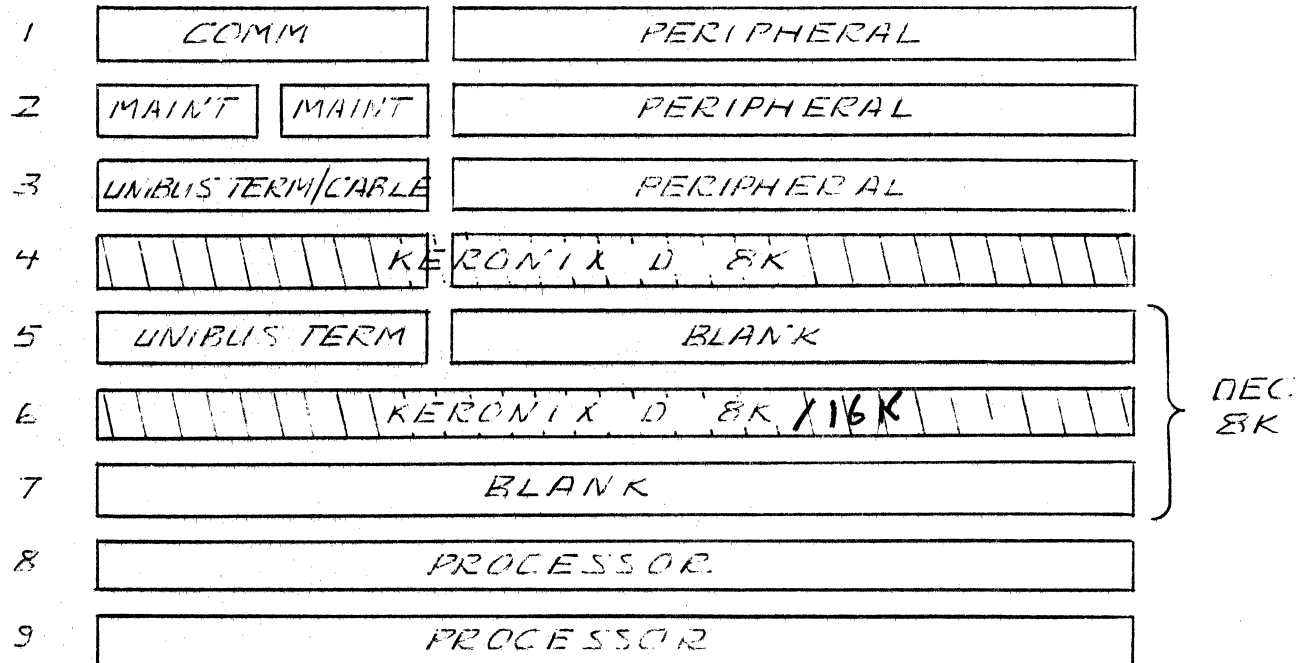 1 COMM PERIPHERAL
2 MAINT MAINT PERIPHERAL
3 UNIBUS TERM/CABLE PERIPHERAL
4 KERONIX D 8K
5 UNIBUS TERM BLANK
6 KERONIX D 8K /16K
DEC.
8K
7 BLANK
8 PROCESSOR
9 PROCESSOR